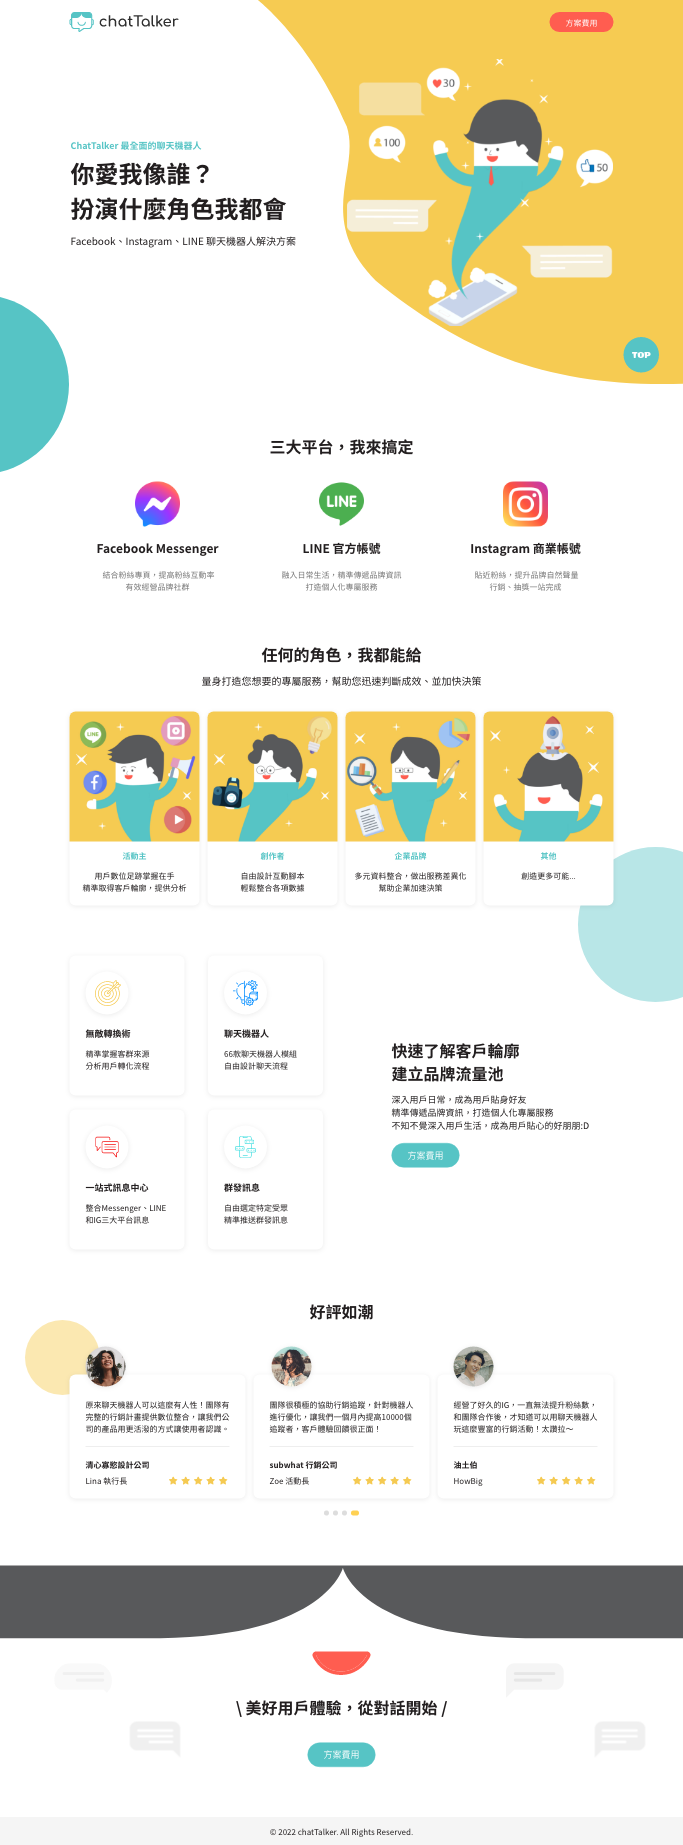 chatTalker
方案費用
30
100
50
ChatTalker 最全面的聊天機器人
你愛我像誰？
扮演什麼角色我都會
Facebook、Instagram、LINE 聊天機器人解決方案
TOP
三大平台，我來搞定
LINE
Facebook Messenger
LINE 官方帳號
Instagram 商業帳號
結合粉絲專頁，提高粉絲互動率
有效經營品牌社群
融入日常生活，精準傳遞品牌資訊
打造個人化專屬服務
貼近粉絲，提升品牌自然聲量
行銷、抽獎一站完成
任何的角色，我都能給
量身打造您想要的專屬服務，幫助您迅速判斷成效、並加快決策
LINE
活動主
用戶數位足跡掌握在手
精準取得客戶輪廓，提供分析
創作者
自由設計互動腳本
輕鬆整合各項數據
企業品牌
多元資料整合，做出服務差異化
幫助企業加速決策
其他
創造更多可能...
無敵轉換術
精準掌握客群來源
分析用戶轉化流程
聊天機器人
66款聊天機器人模組
自由設計聊天流程
一站式訊息中心
整合Messenger、LINE
和IG三大平台訊息
群發訊息
自由選定特定受眾
精準推送群發訊息
快速了解客戶輪廓
建立品牌流量池
深入用戶日常，成為用戶貼身好友
精準傳遞品牌資訊，打造個人化專屬服務
不知不覺深入用戶生活，成為用戶貼心的好朋朋:D
方案費用
好評如潮
原來聊天機器人可以這麼有人性！團隊有
完整的行銷計畫提供數位整合，讓我們公
司的產品用更活潑的方式讓使用者認識。
清心寡慾設計公司
Lina 執行長
團隊很積極的協助行銷追蹤，針對機器人
進行優化，讓我們一個月內提高10000個
追蹤者，客戶體驗回饋很正面！
subwhat 行銷公司
Zoe 活動長
經營了好久的IG，一直無法提升粉絲數，
和團隊合作後，才知道可以用聊天機器人
玩這麼豐富的行銷活動！太讚拉～
油土伯
HowBig
\ 美好用戶體驗，從對話開始 /
方案費用
© 2022 chatTalker. All Rights Reserved.